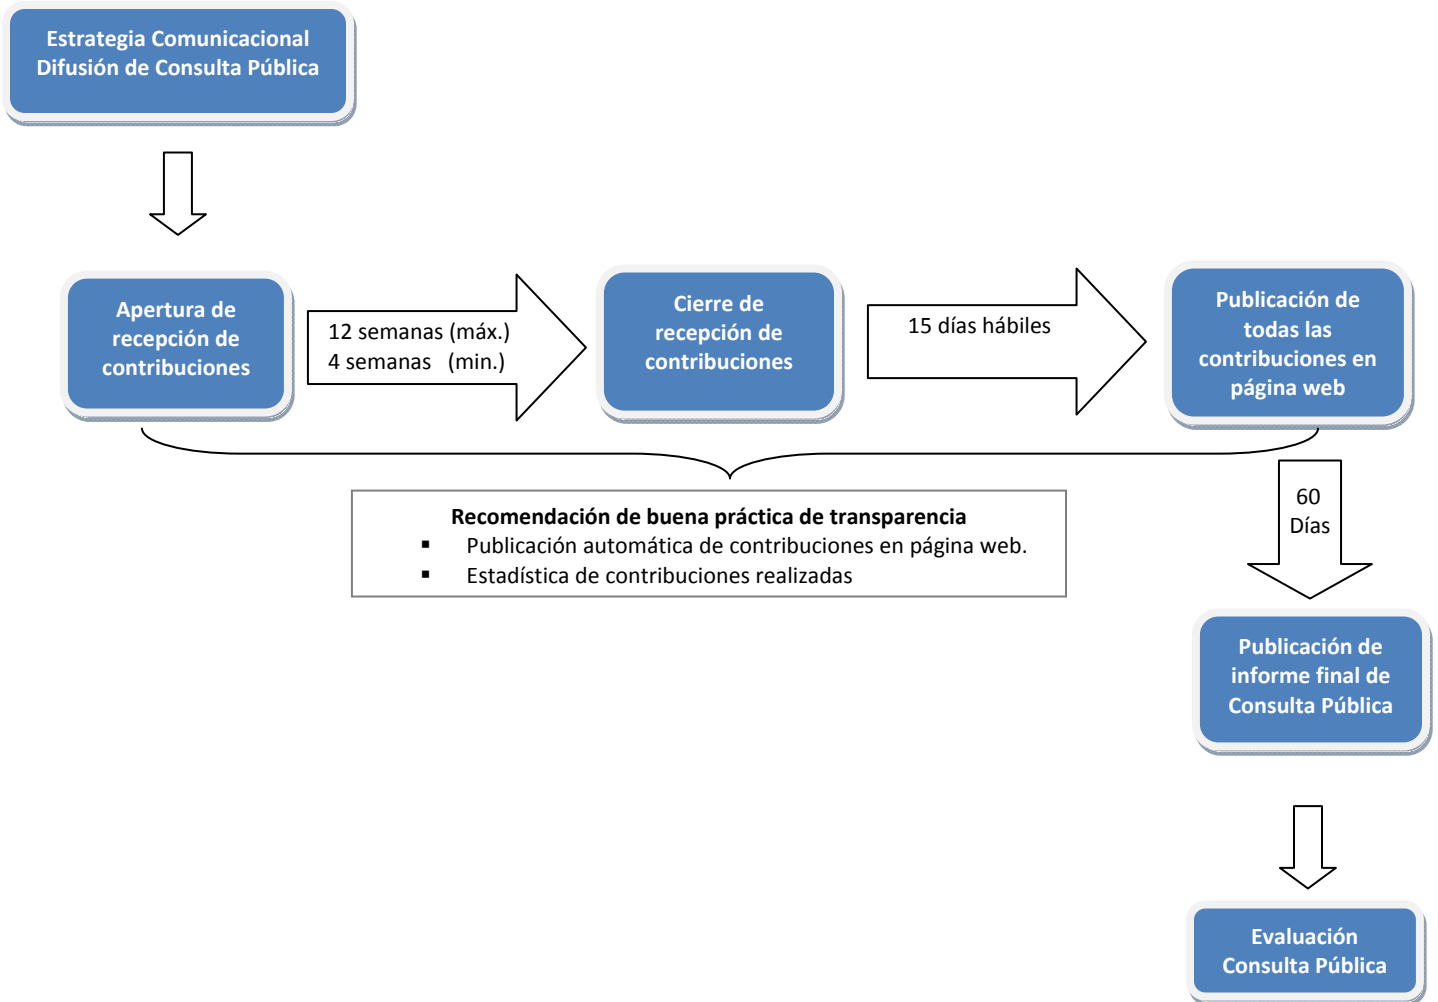 Estrategia Comunicacional
Difusión de Consulta Pública
Apertura de
recepción de
contribuciones
12 semanas (máx.)
4 semanas (min.)
Cierre de
recepción de
contribuciones
15 días hábiles
Publicación de
todas las
contribuciones en
página web
Recomendación de buena práctica de transparencia
▪ Publicación automática de contribuciones en página web.
▪ Estadística de contribuciones realizadas
60
Días
Publicación de
informe final de
Consulta Pública
Evaluación
Consulta Pública